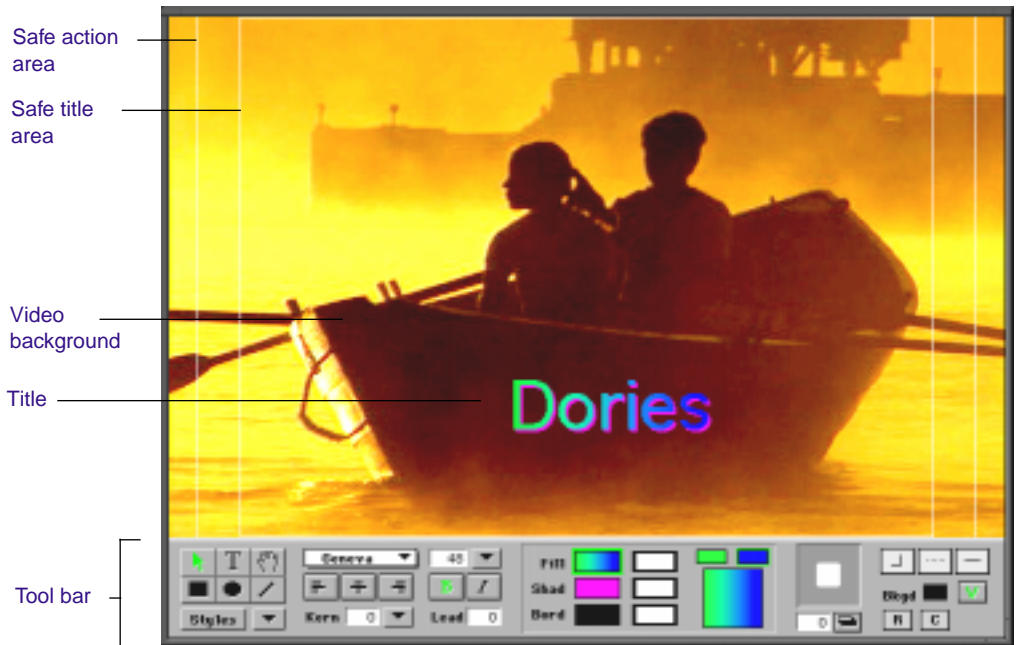 Safe action
area
Safe title
area
Video
background
Title
Dories
Tool bar
T
Geneva 48
Fill
B I
Shad
Styles
Kern 0
Lead 0
Bord
0
Bkgd V
R C